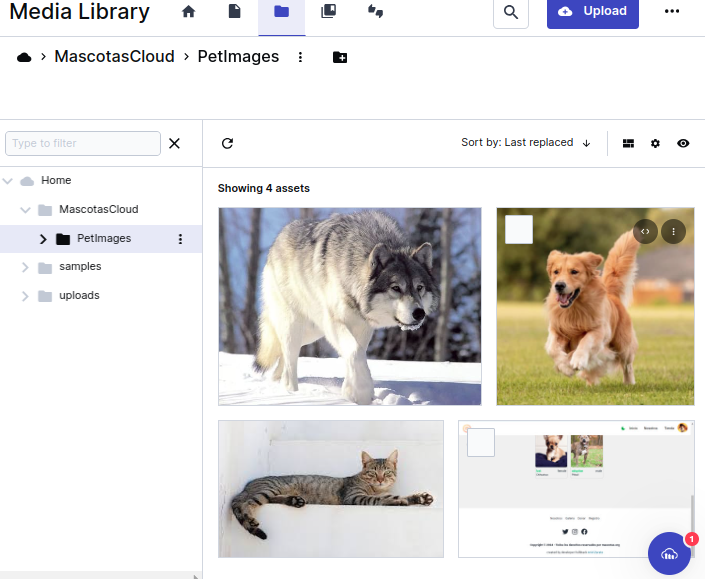 Media Library
Upload
MascotasCloud
PetImages
Type to filter
Sort by: Last replaced
Home
Showing 4 assets
MascotasCloud
PetImages
samples
uploads
1